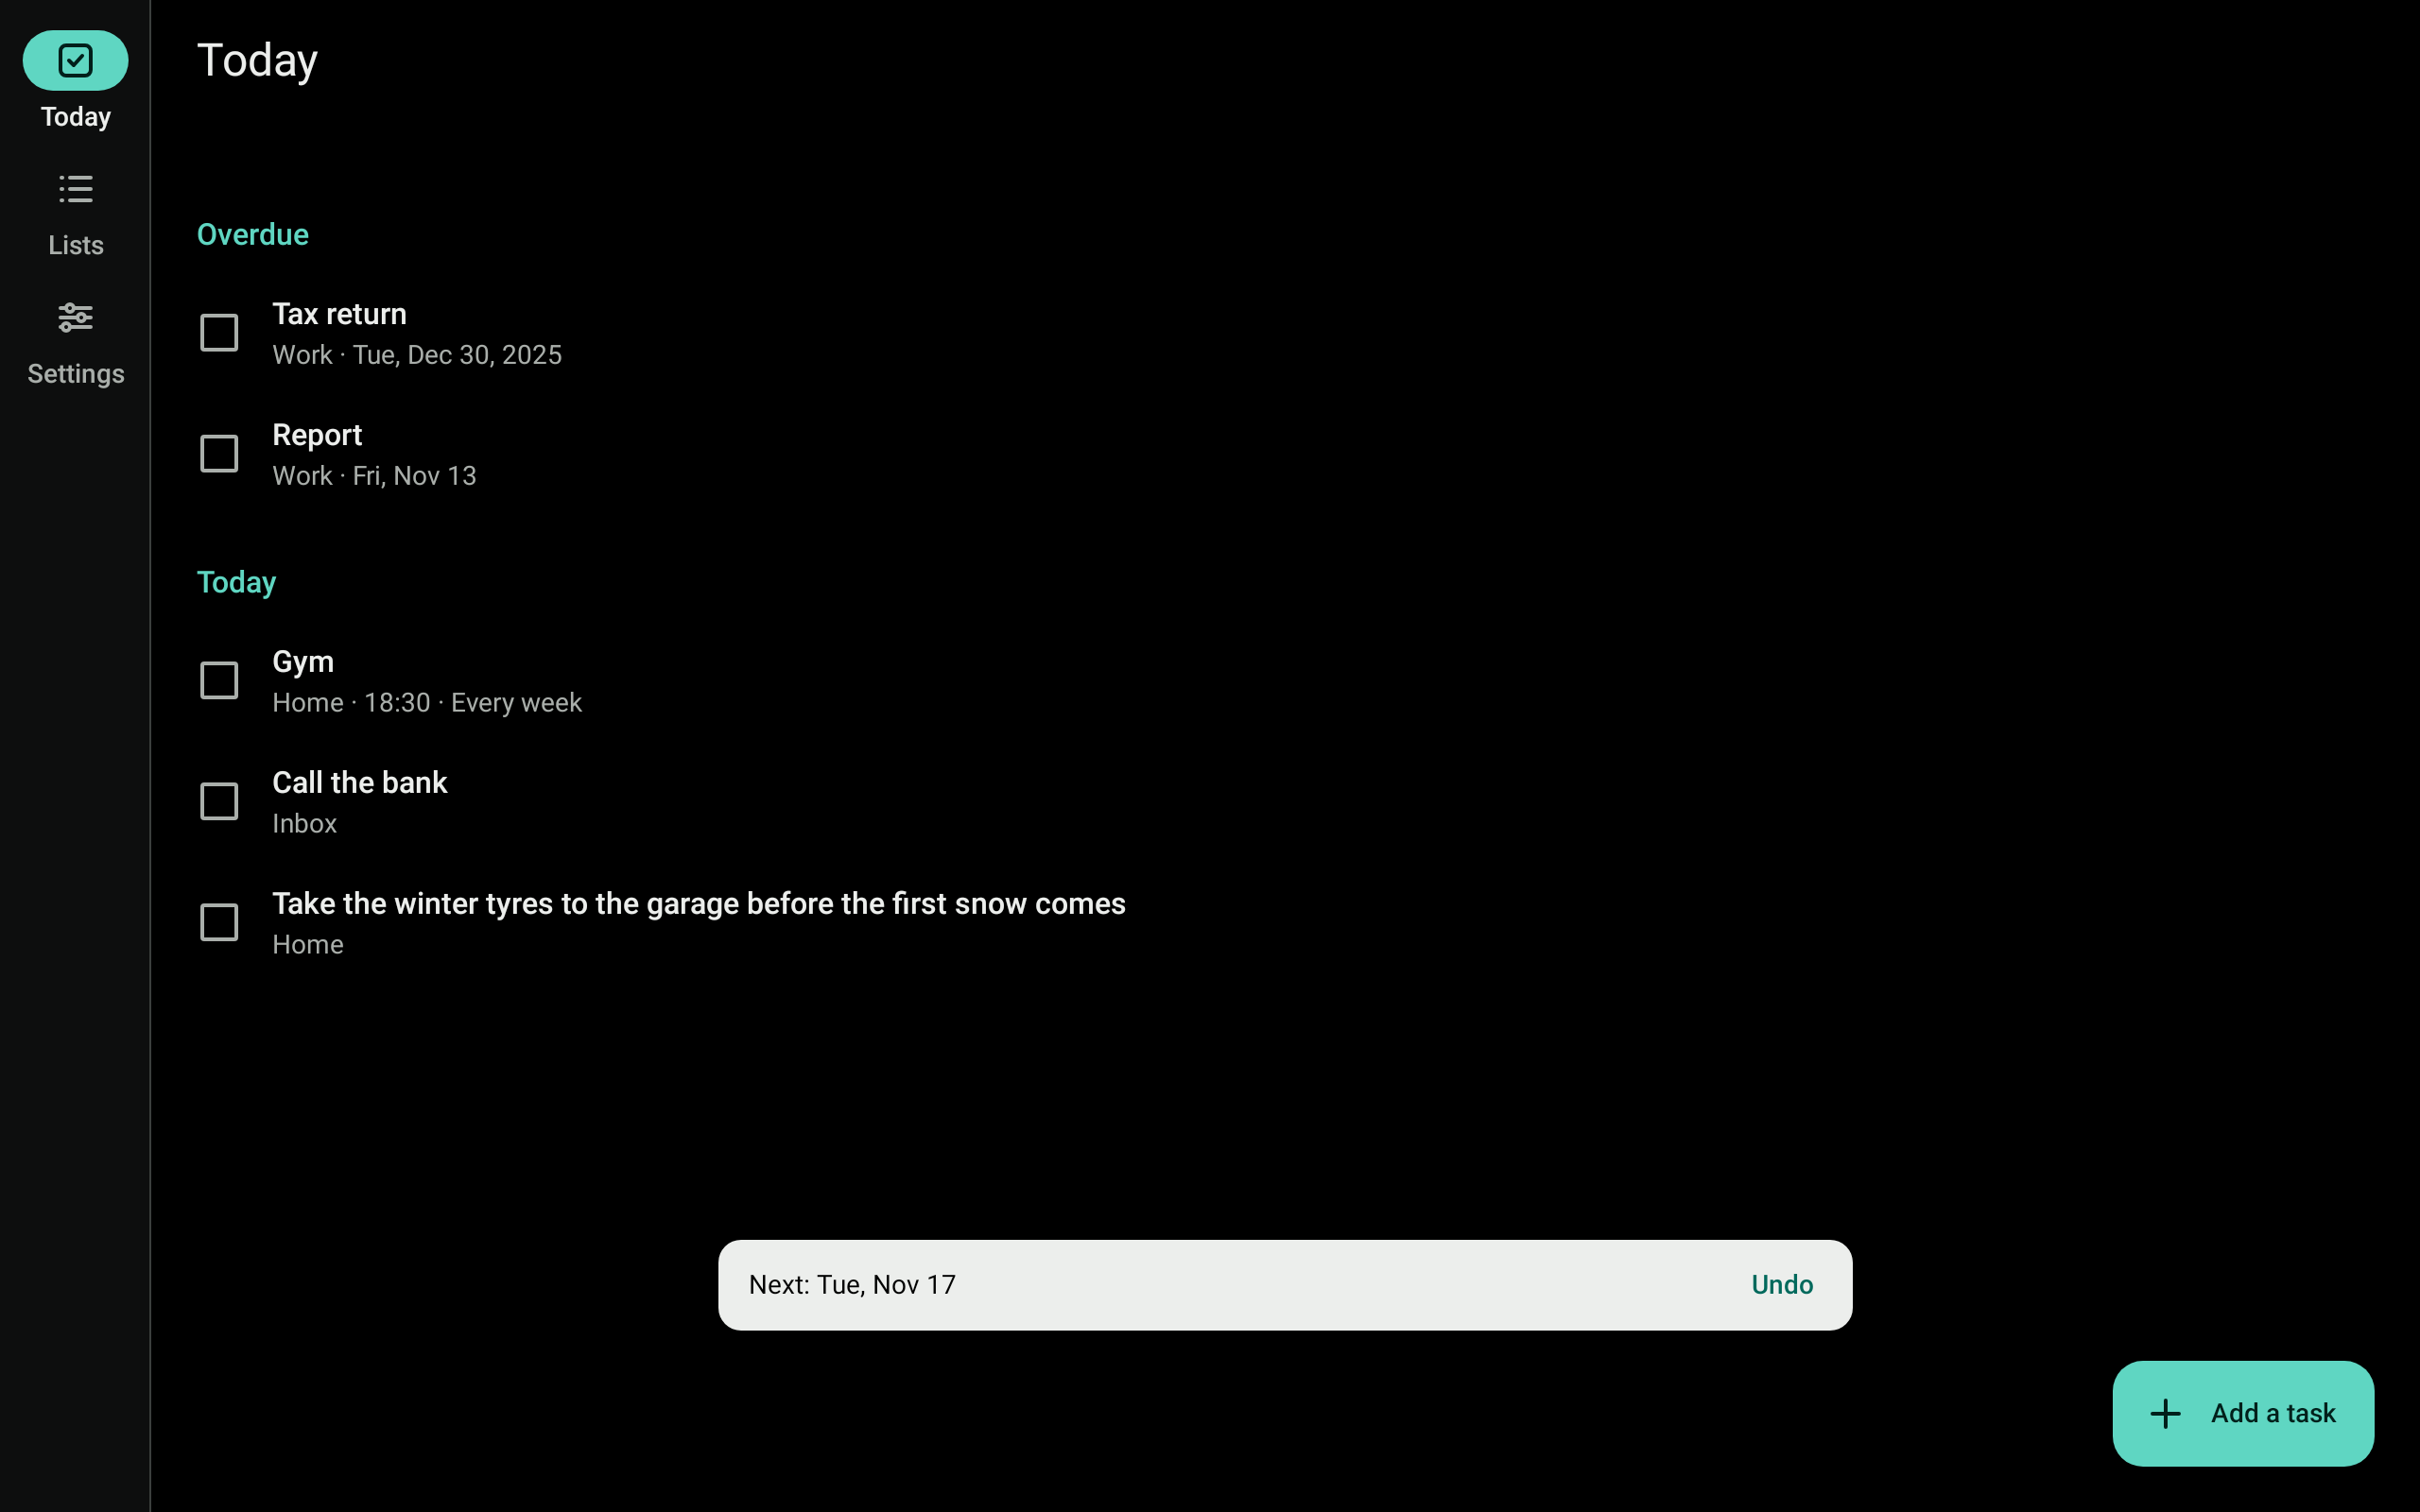 Today
Lists
Settings
Today
Overdue
Tax return
Work · Tue, Dec 30, 2025
Report
Work · Fri, Nov 13
Today
Gym
Home · 18:30 · Every week
Call the bank
Inbox
Take the winter tyres to the garage before the first snow comes
Home
Next: Tue, Nov 17
Undo
Add a task